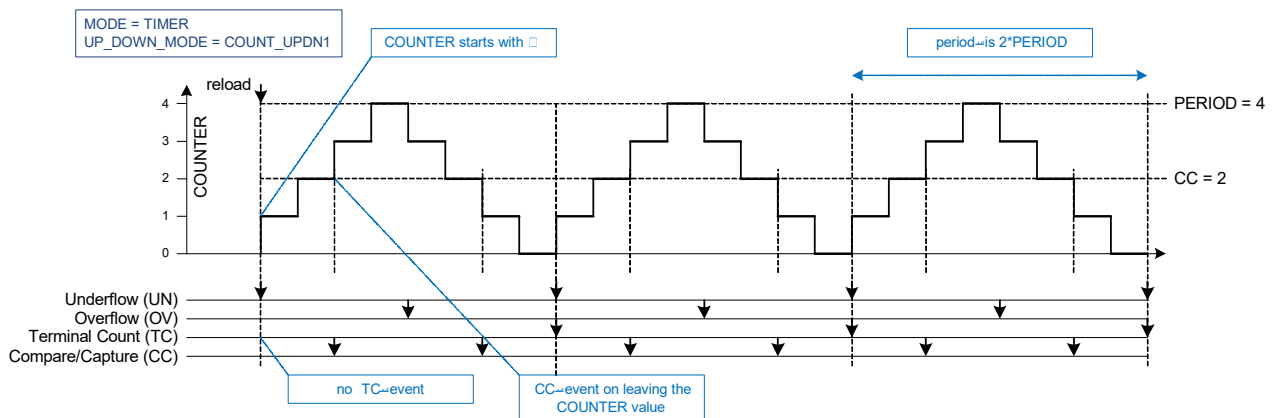 MODE = TIMER
UP_DOWN_MODE = COUNT_UPDN1
COUNTER starts with
period is 2*PERIOD
reload
4
3
2
1
0
COUNTER
PERIOD = 4
CC = 2
Underflow (UN)
Overflow (OV)
Terminal Count (TC)
Compare/Capture (CC)
no TC event
CC event on leaving the
COUNTER value